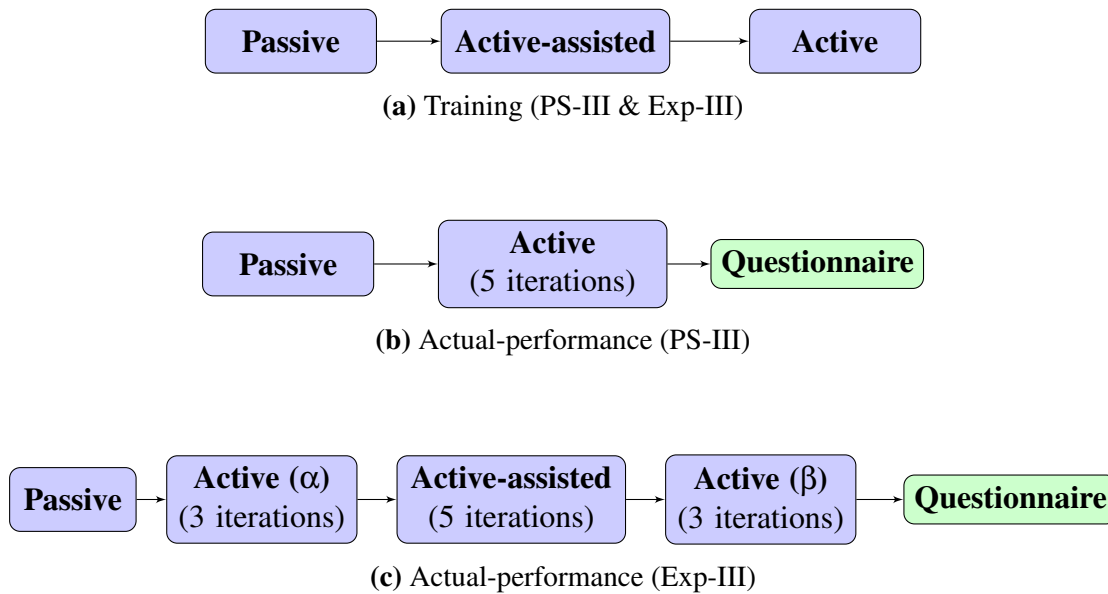 Passive Active-assisted Active
(a) Training (PS-III & Exp-III)
Passive Active (5 iterations) Questionnaire
(b) Actual-performance (PS-III)
Passive Active (α) (3 iterations) Active-assisted (5 iterations) Active (β) (3 iterations) Questionnaire
(c) Actual-performance (Exp-III)